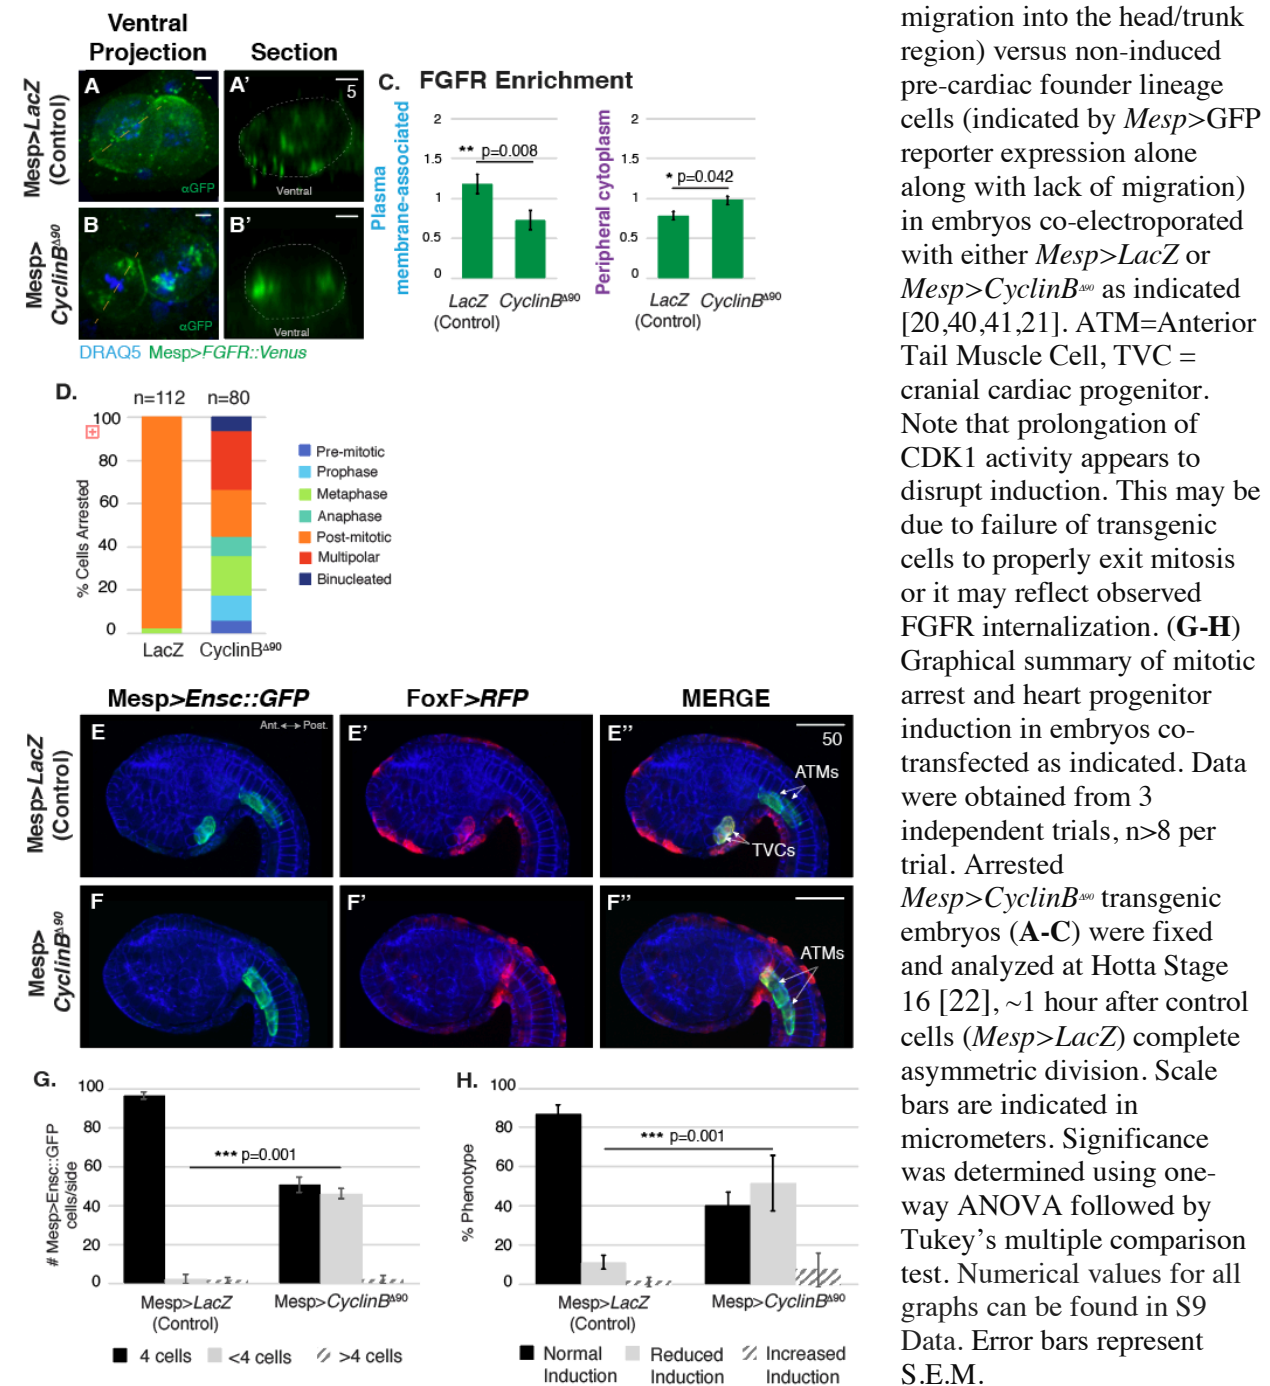 Ventral
Projection
Section
Mesp>LacZ
(Control)
A
αGFP
A'
5
Ventral
Mesp>
CyclinBΔ90
B
αGFP
B'
Ventral
DRAQ5 Mesp>FGFR::Venus
C. FGFR Enrichment
Plasma
membrane-associated
2
1.5
1
0.5
0
** p=0.008
LacZ
(Control)
CyclinBΔ90
Peripheral cytoplasm
2
1.5
1
0.5
0
* p=0.042
LacZ
(Control)
CyclinBΔ90
D.
n=112 n=80
% Cells Arrested
100
80
60
40
20
0
LacZ CyclinBΔ90
Pre-mitotic
Prophase
Metaphase
Anaphase
Post-mitotic
Multipolar
Binucleated
Mesp>Ensc::GFP
FoxF>RFP
MERGE
Mesp>LacZ
(Control)
E
Ant.↔Post.
E'
E"
50
ATMs
TVCs
Mesp>
CyclinBΔ90
F
F'
F"
ATMs
G.
# Mesp>Ensc::GFP
cells/side
100
80
60
40
20
0
*** p=0.001
Mesp>LacZ
(Control)
Mesp>CyclinBΔ90
4 cells <4 cells >4 cells
H.
% Phenotype
100
80
60
40
20
0
*** p=0.001
Mesp>LacZ
(Control)
Mesp>CyclinBΔ90
Normal
Induction
Reduced
Induction
Increased
Induction
migration into the head/trunk
region) versus non-induced
pre-cardiac founder lineage
cells (indicated by Mesp>GFP
reporter expression alone
along with lack of migration)
in embryos co-electroporated
with either Mesp>LacZ or
Mesp>CyclinBΔ90 as indicated
[20,40,41,21]. ATM=Anterior
Tail Muscle Cell, TVC =
cranial cardiac progenitor.
Note that prolongation of
CDK1 activity appears to
disrupt induction. This may be
due to failure of transgenic
cells to properly exit mitosis
or it may reflect observed
FGFR internalization. (G-H)
Graphical summary of mitotic
arrest and heart progenitor
induction in embryos co-
transfected as indicated. Data
were obtained from 3
independent trials, n>8 per
trial. Arrested
Mesp>CyclinBΔ90 transgenic
embryos (A-C) were fixed
and analyzed at Hotta Stage
16 [22], ~1 hour after control
cells (Mesp>LacZ) complete
asymmetric division. Scale
bars are indicated in
micrometers. Significance
was determined using one-
way ANOVA followed by
Tukey's multiple comparison
test. Numerical values for all
graphs can be found in S9
Data. Error bars represent
S.E.M.